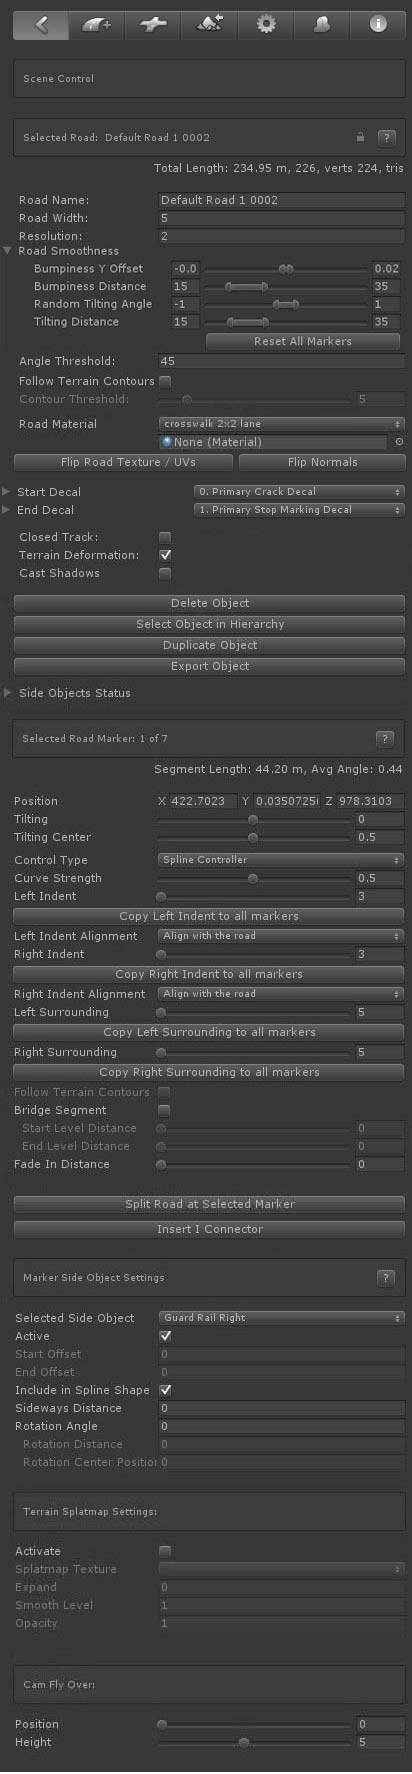 Scene Control
Selected Road: Default Road 1 0002 ?
Total Length: 234.95 m, 226, verts 224, tris
Road Name: Default Road 1 0002
Road Width: 5
Resolution: 2
Road Smoothness
Bumpiness Y Offset -0.0 0.02
Bumpiness Distance 15 35
Random Tilting Angle -1 1
Tilting Distance 15 35
Reset All Markers
Angle Threshold: 45
Follow Terrain Contours
Contour Threshold: 5
Road Material crosswalk 2x2 lane
None (Material)
Flip Road Texture / UVs Flip Normals
Start Decal 0. Primary Crack Decal
End Decal 1. Primary Stop Marking Decal
Closed Track:
Terrain Deformation:
Cast Shadows
Delete Object
Select Object in Hierarchy
Duplicate Object
Export Object
Side Objects Status
Selected Road Marker: 1 of 7 ?
Segment Length: 44.20 m, Avg Angle: 0.44
Position X 422.7023 Y 0.0350725 Z 978.3103
Tilting 0
Tilting Center 0.5
Control Type Spline Controller
Curve Strength 0.5
Left Indent 3
Copy Left Indent to all markers
Left Indent Alignment Align with the road
Right Indent 3
Copy Right Indent to all markers
Right Indent Alignment Align with the road
Left Surrounding 5
Copy Left Surrounding to all markers
Right Surrounding 5
Copy Right Surrounding to all markers
Follow Terrain Contours
Bridge Segment
Start Level Distance 0
End Level Distance 0
Fade In Distance 0
Split Road at Selected Marker
Insert I Connector
Marker Side Object Settings ?
Selected Side Object Guard Rail Right
Active
Start Offset 0
End Offset 0
Include in Spline Shape
Sideways Distance 0
Rotation Angle 0
Rotation Distance 0
Rotation Center Position 0
Terrain Splatmap Settings:
Activate
Splatmap Texture
Expand 0
Smooth Level 1
Opacity 1
Cam Fly Over:
Position 0
Height 5